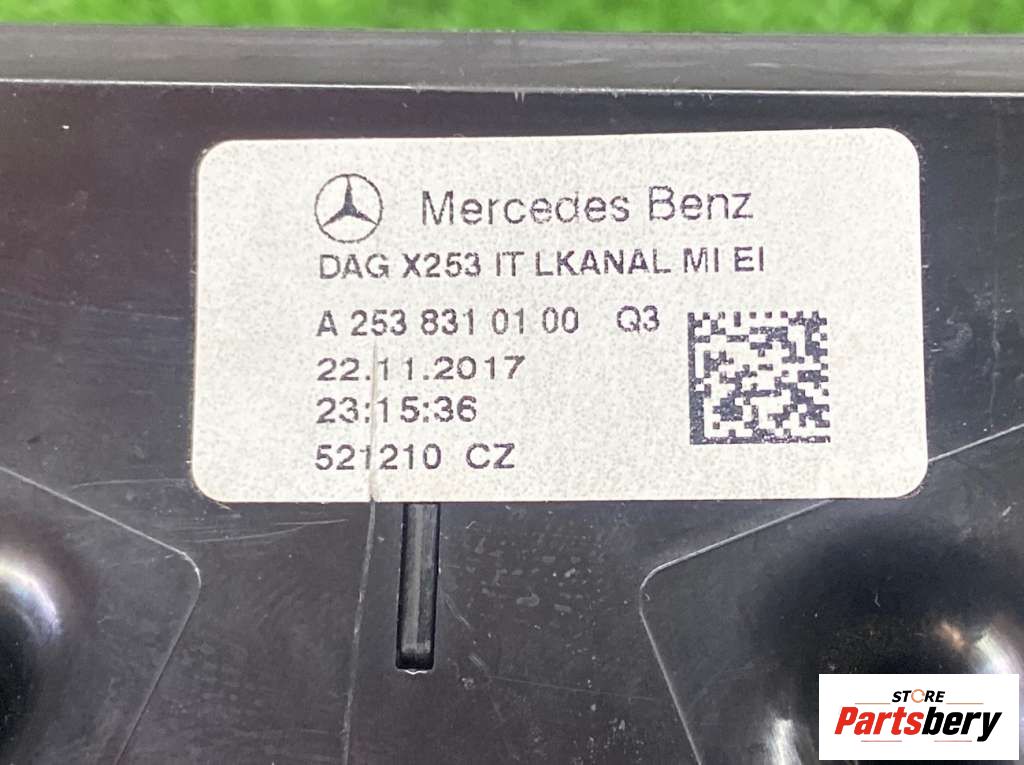 Mercedes Benz
DAG X253 IT LKANAL MI EI
A 253 831 01 00 Q3
22.11.2017
23:15:36
521210 CZ
STORE
Partsbery